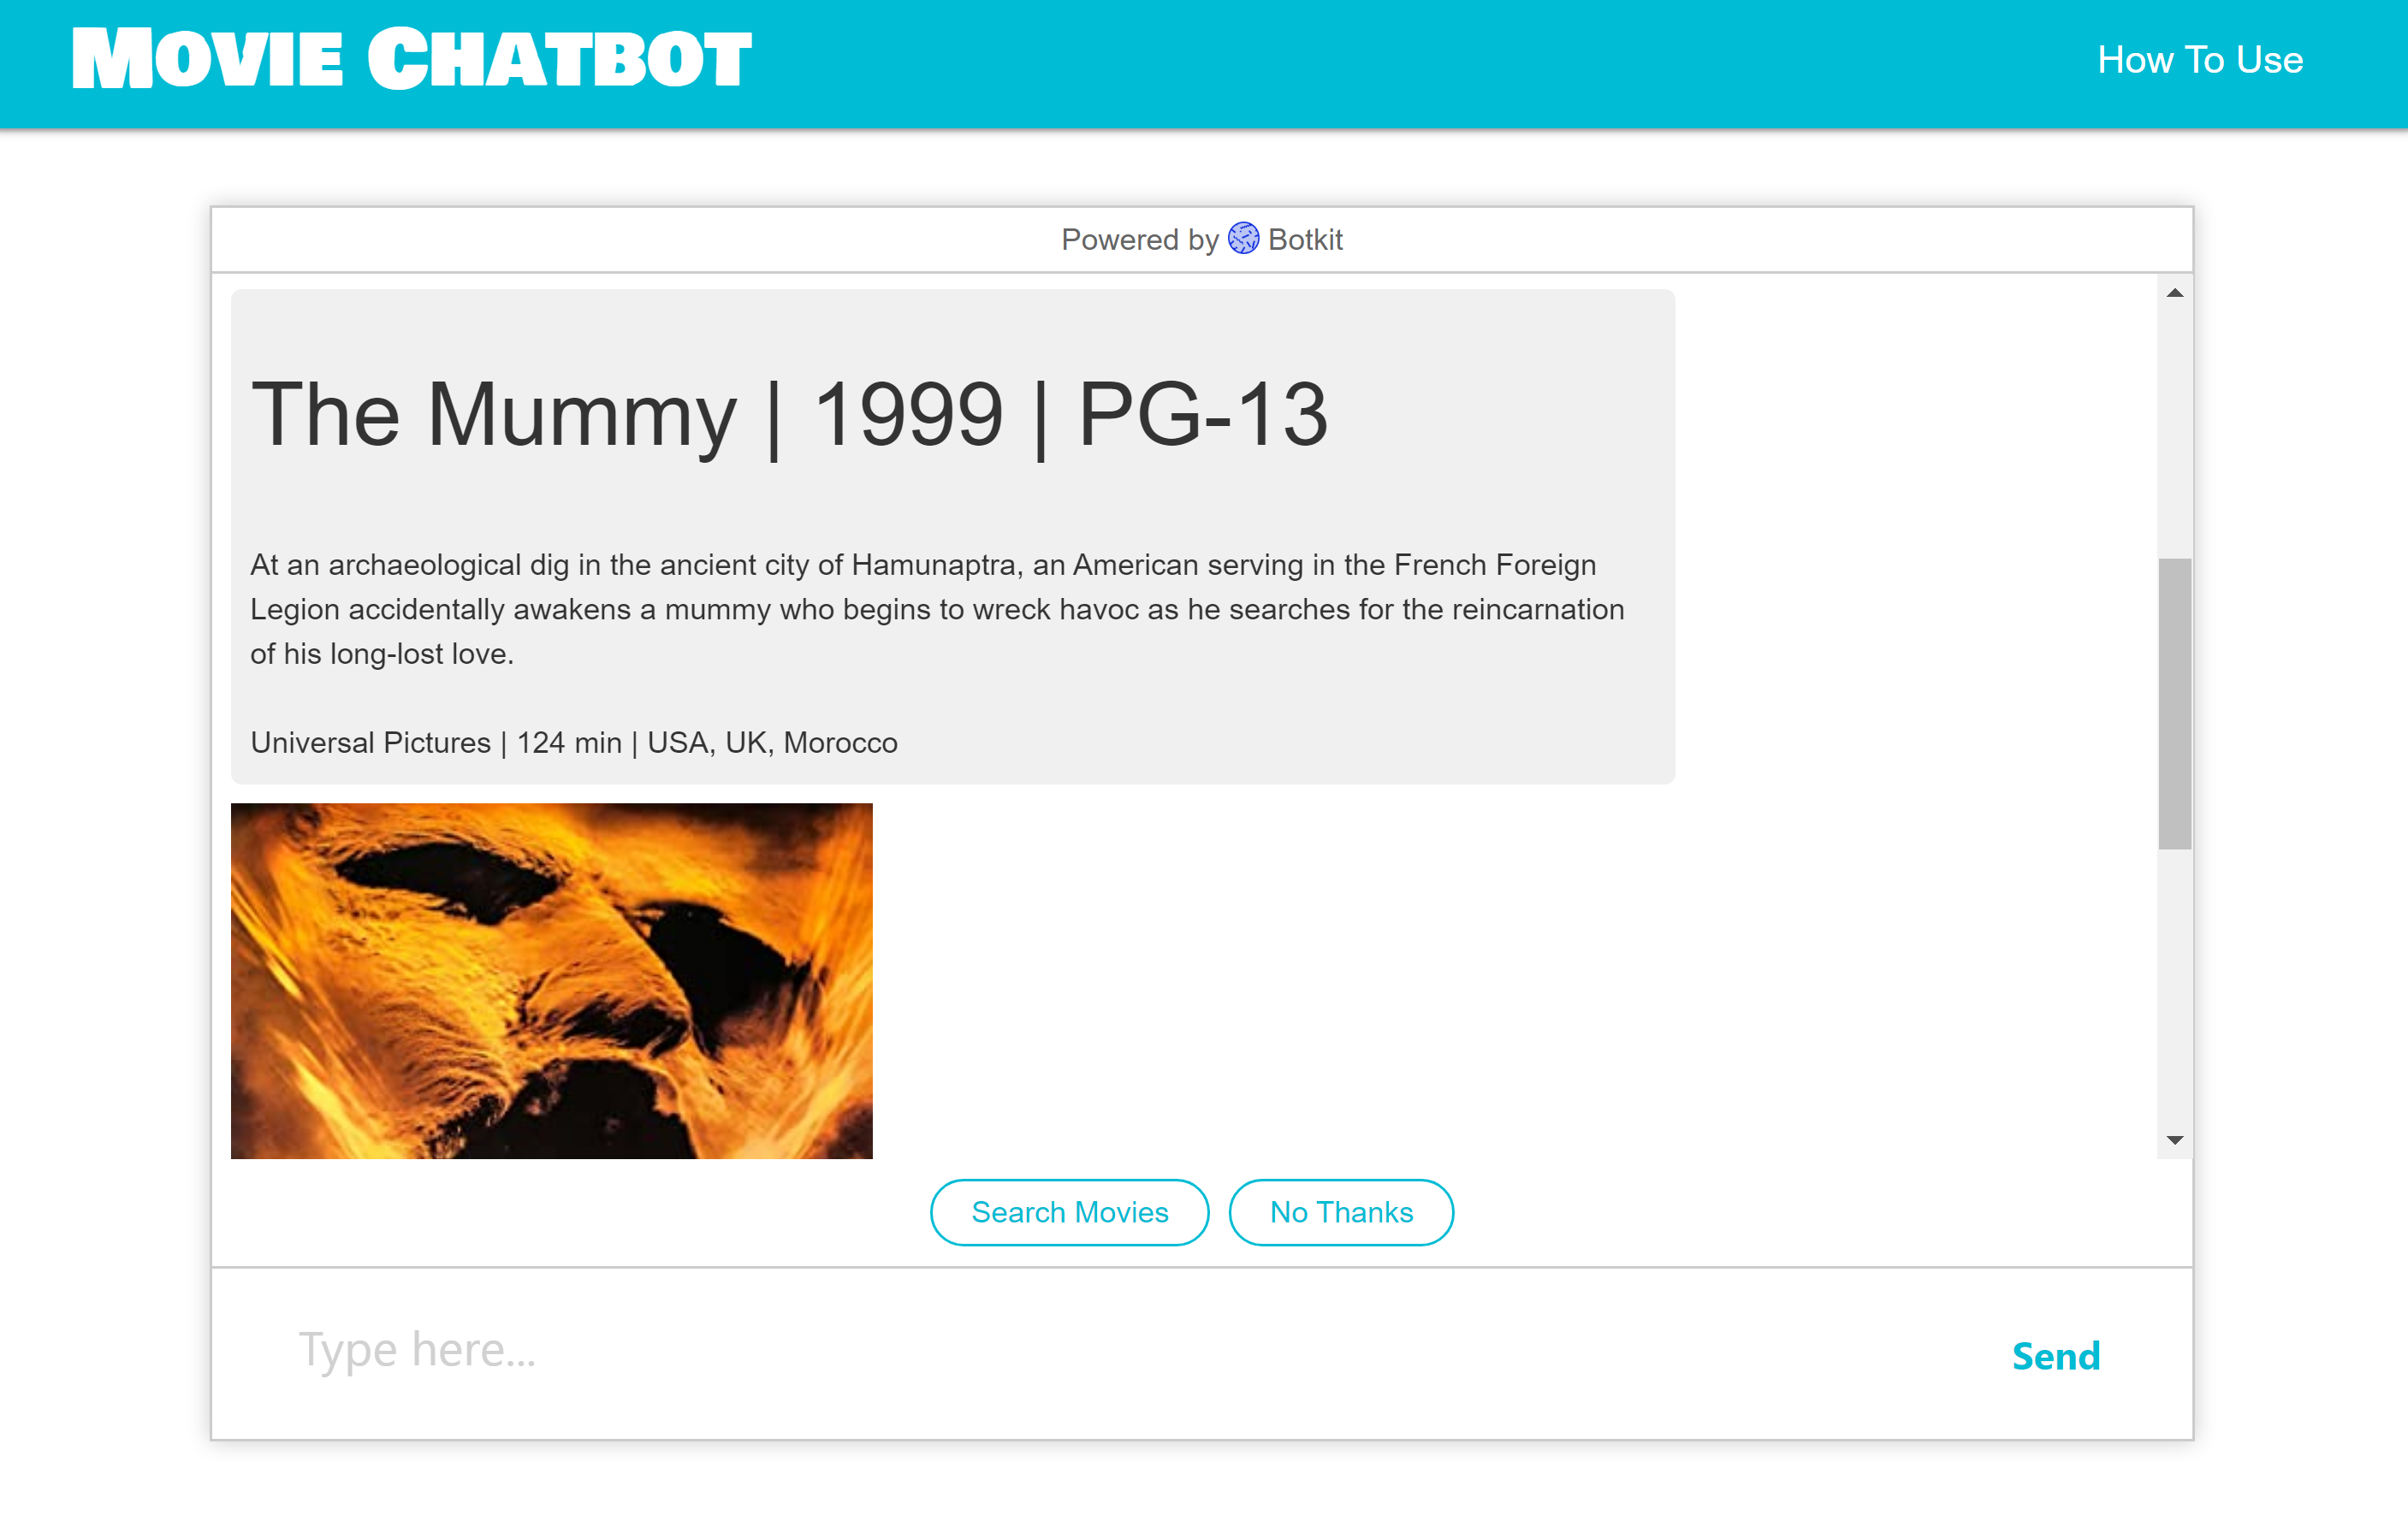 Movie Chatbot
How To Use
Powered by Botkit
The Mummy | 1999 | PG-13
At an archaeological dig in the ancient city of Hamunaptra, an American serving in the French Foreign
Legion accidentally awakens a mummy who begins to wreck havoc as he searches for the reincarnation
of his long-lost love.
Universal Pictures | 124 min | USA, UK, Morocco
Search Movies
No Thanks
Type here...
Send